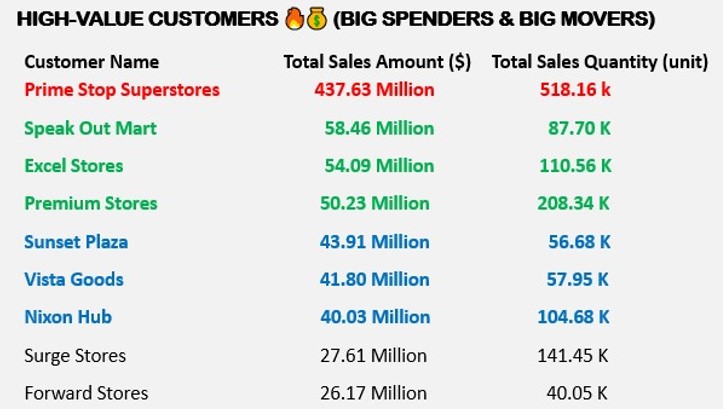 HIGH-VALUE CUSTOMERS 🔥💰 (BIG SPENDERS & BIG MOVERS)
Customer Name Total Sales Amount ($) Total Sales Quantity (unit)
Prime Stop Superstores 437.63 Million 518.16 k
Speak Out Mart 58.46 Million 87.70 K
Excel Stores 54.09 Million 110.56 K
Premium Stores 50.23 Million 208.34 K
Sunset Plaza 43.91 Million 56.68 K
Vista Goods 41.80 Million 57.95 K
Nixon Hub 40.03 Million 104.68 K
Surge Stores 27.61 Million 141.45 K
Forward Stores 26.17 Million 40.05 K